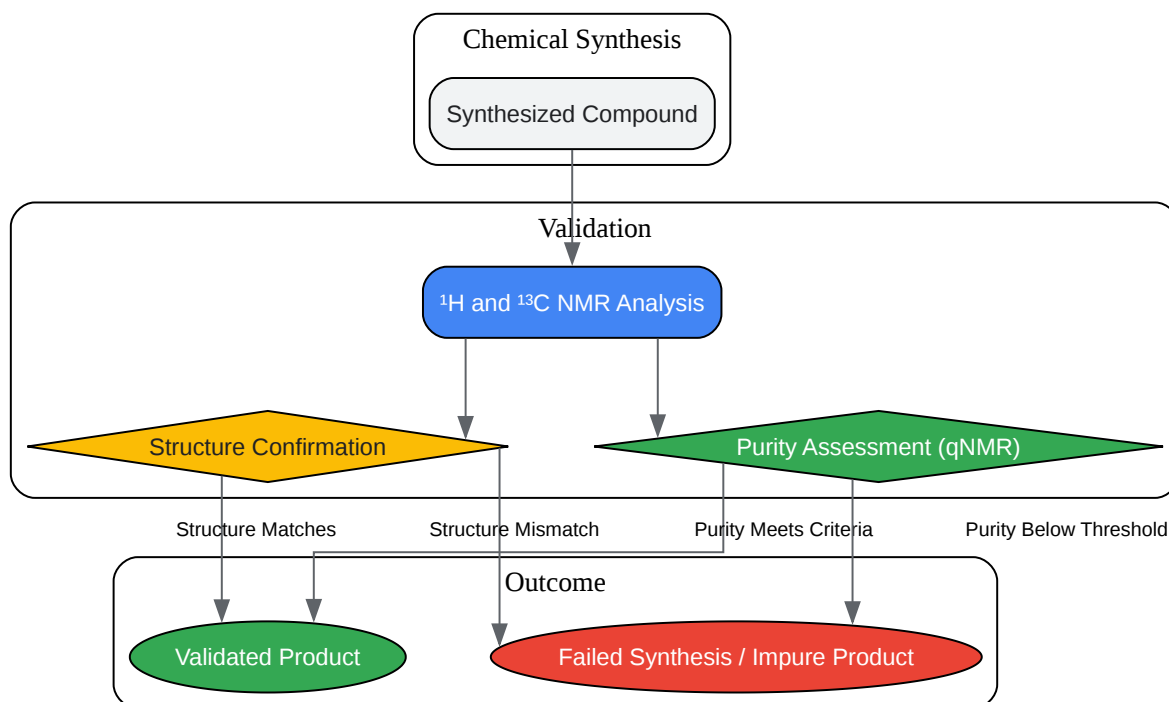 Chemical Synthesis
Synthesized Compound
Validation
¹H and ¹³C NMR Analysis
Structure Confirmation
Purity Assessment (qNMR)
Structure Matches
Structure Mismatch
Purity Meets Criteria
Purity Below Threshold
Outcome
Validated Product
Failed Synthesis / Impure Product